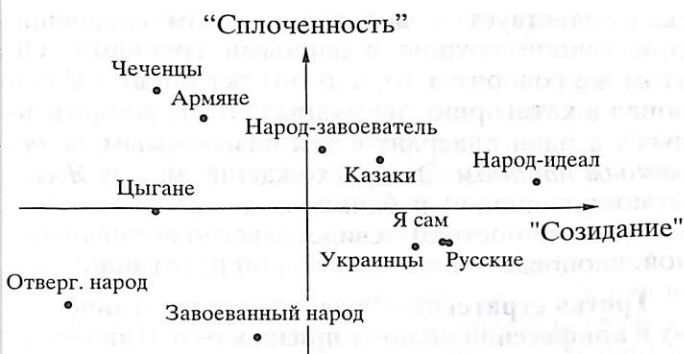 “Сплоченность”
Чеченцы
Армяне
Народ-завоеватель
Казаки
Народ-идеал
Цыгане
"Созидание"
Я сам
Украинцы
Русские
Отверг. народ
Завоеванный народ